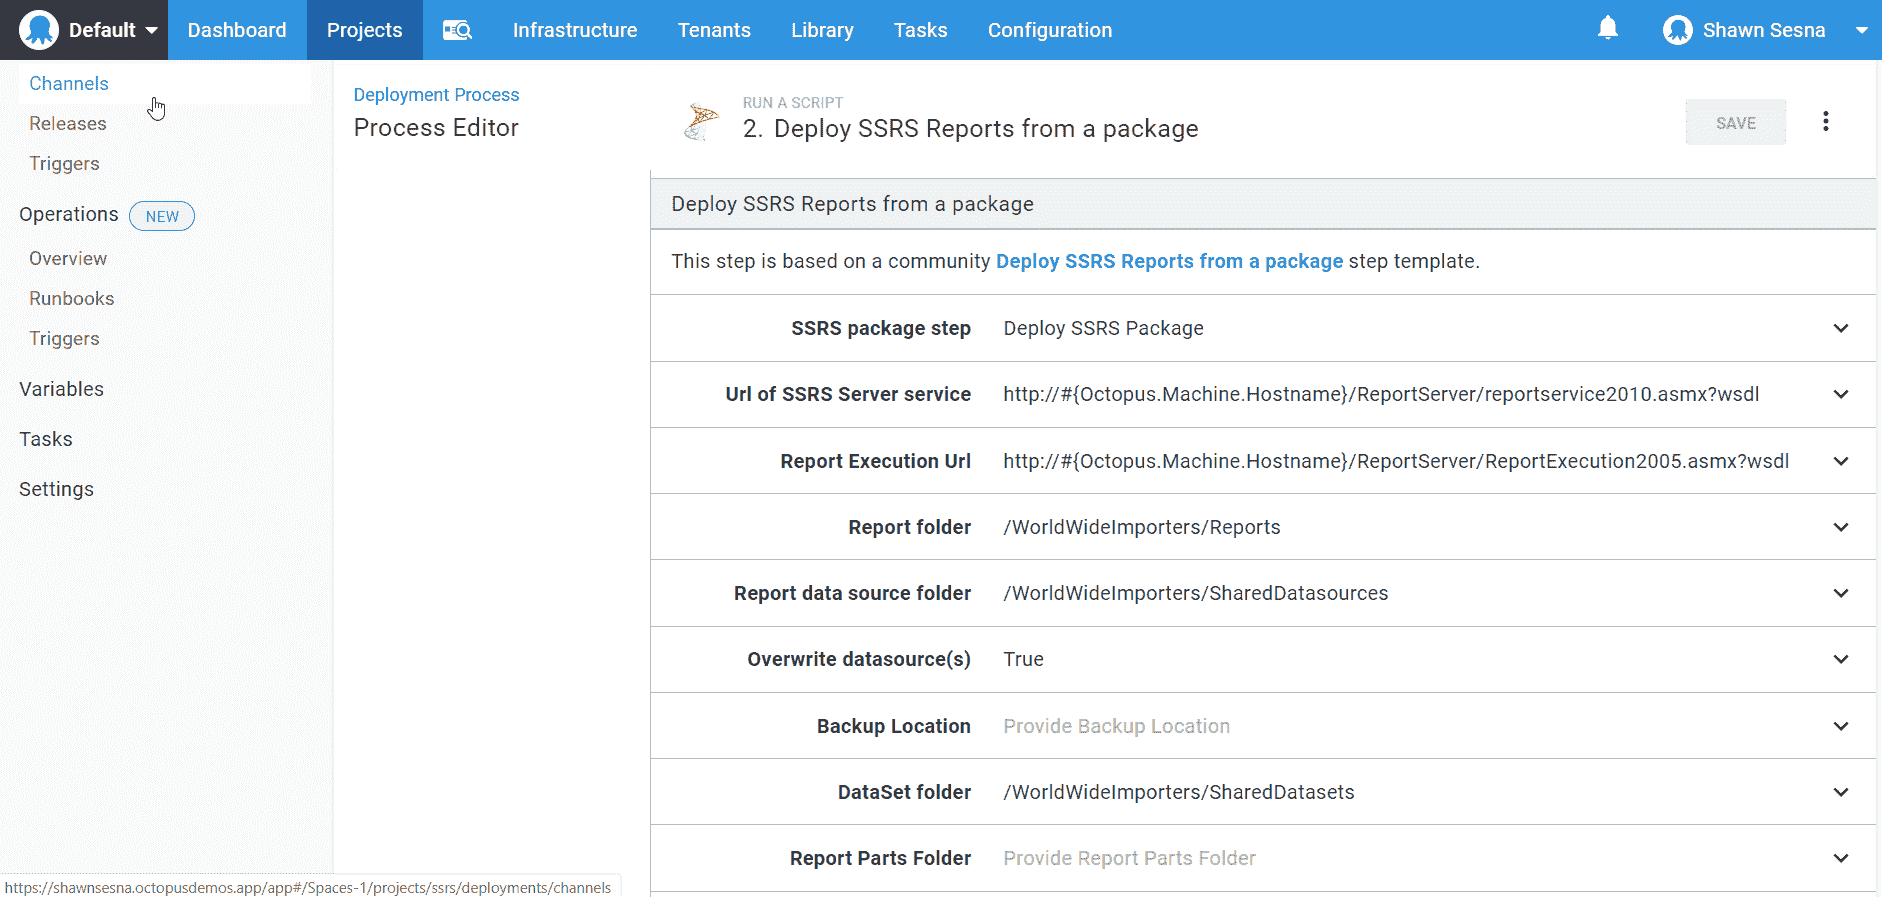 Default Dashboard Projects Infrastructure Tenants Library Tasks Configuration Shawn Sesna
Channels
Releases
Triggers
Operations NEW
Overview
Runbooks
Triggers
Variables
Tasks
Settings
Deployment Process
Process Editor
RUN A SCRIPT
2. Deploy SSRS Reports from a package
SAVE
Deploy SSRS Reports from a package
This step is based on a community Deploy SSRS Reports from a package step template.
SSRS package step Deploy SSRS Package
Url of SSRS Server service http://#{Octopus.Machine.Hostname}/ReportServer/reportservice2010.asmx?wsdl
Report Execution Url http://#{Octopus.Machine.Hostname}/ReportServer/ReportExecution2005.asmx?wsdl
Report folder /WorldWideImporters/Reports
Report data source folder /WorldWideImporters/SharedDatasources
Overwrite datasource(s) True
Backup Location Provide Backup Location
DataSet folder /WorldWideImporters/SharedDatasets
Report Parts Folder Provide Report Parts Folder
https://shawnsesna.octopusdemos.app/app#/Spaces-1/projects/ssrs/deployments/channels